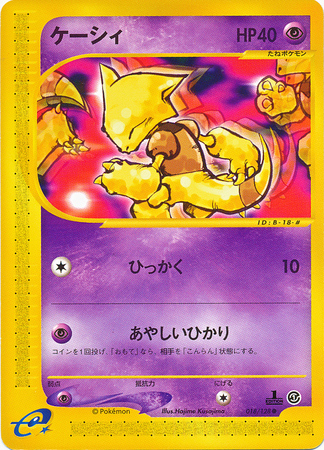 ケーシィ HP40
たねポケモン
ID:B-18-#
ひっかく 10
あやしいひかり
コインを1回投げ、「おもて」なら、相手を「こんらん」状態にする。
弱点 抵抗力 にげる
©Pokémon Illus.Hajime Kusajima 016/128●
1
e